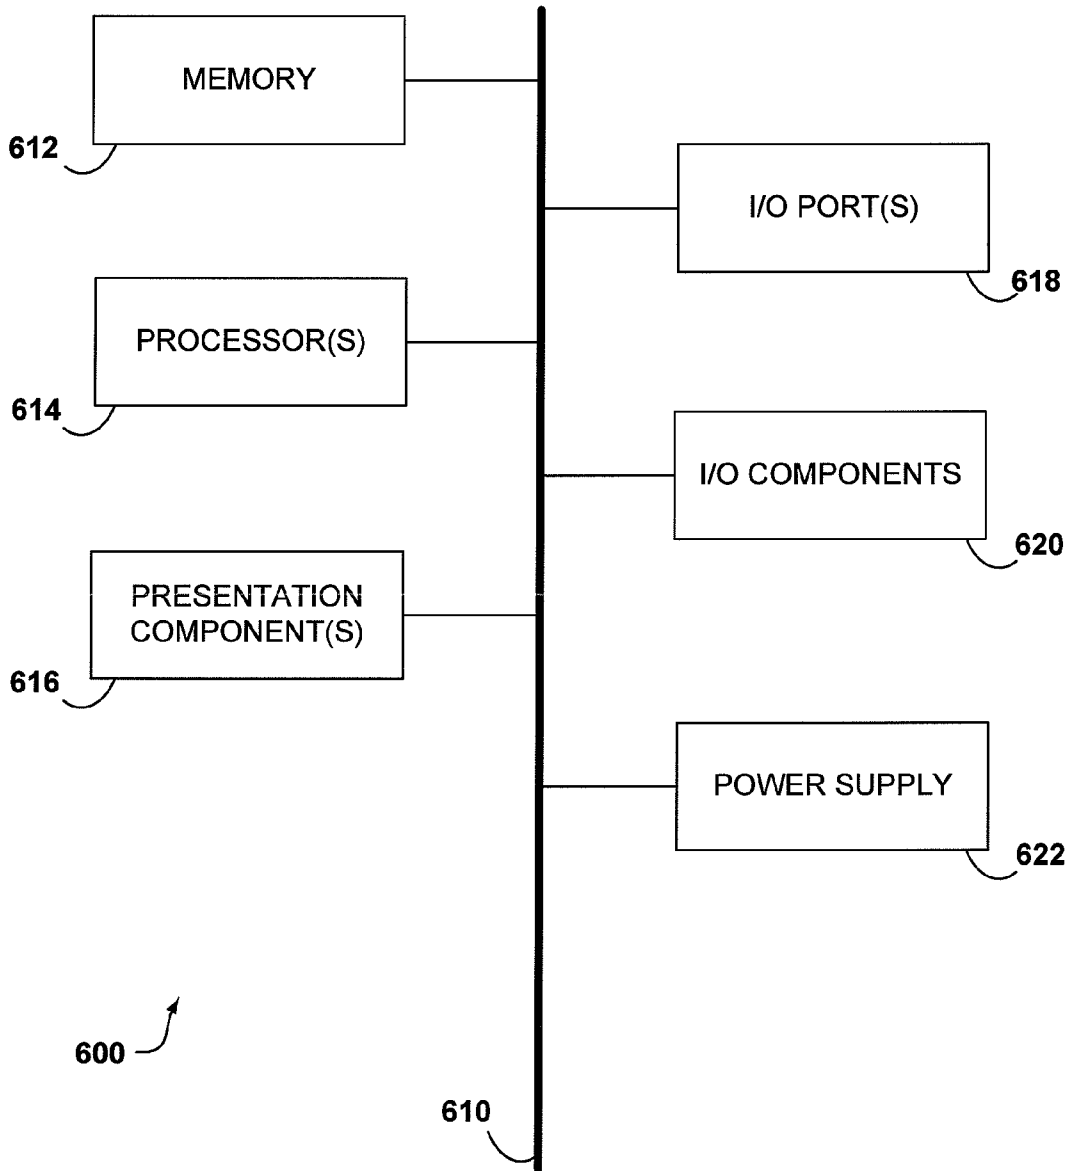 MEMORY
612
I/O PORT(S)
618
PROCESSOR(S)
614
I/O COMPONENTS
620
PRESENTATION
COMPONENT(S)
616
POWER SUPPLY
622
600
610